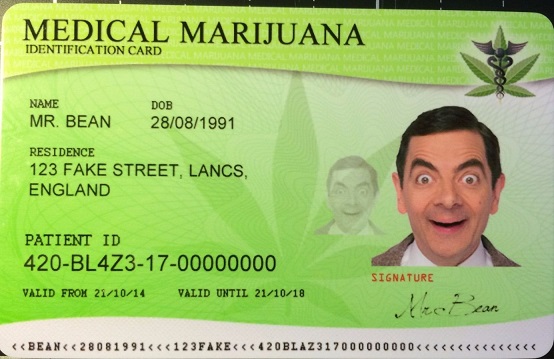 MEDICAL MARIJUANA
IDENTIFICATION CARD
NAME DOB
MR. BEAN 28/08/1991
RESIDENCE
123 FAKE STREET, LANCS,
ENGLAND
PATIENT ID
420-BL4Z3-17-00000000
SIGNATURE
VALID FROM 21/10/14 VALID UNTIL 21/10/18
Mr Bean
<<BEAN<<28081991<<<123FAKE<<<420BLAZ317000000000<<<<<<<<<<<<<<<<